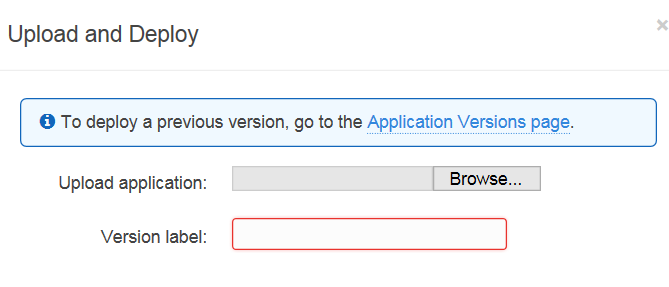 Upload and Deploy
×
To deploy a previous version, go to the Application Versions page.
Upload application: Browse...
Version label: